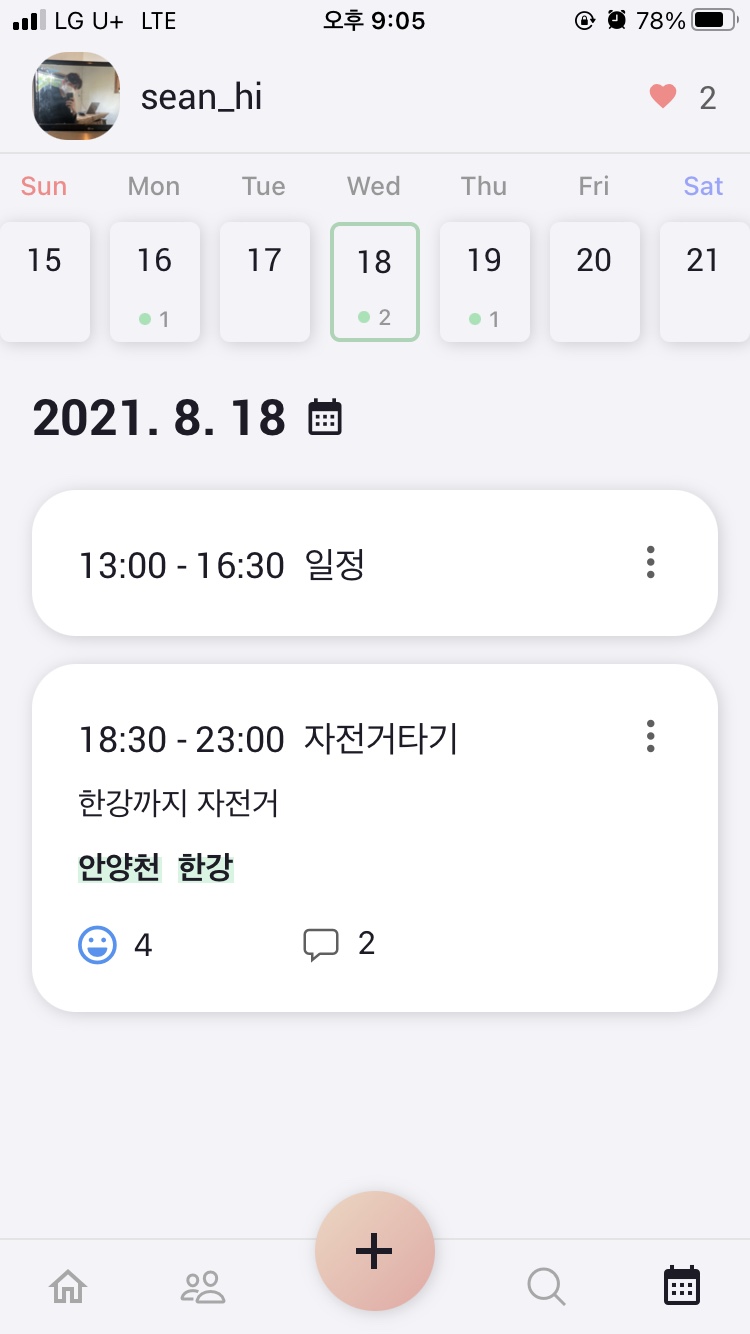 LG U+ LTE 오후 9:05 78%
sean_hi 2
Sun Mon Tue Wed Thu Fri Sat
15 16 17 18 19 20 21
1 2 1
2021. 8. 18
13:00 - 16:30 일정
18:30 - 23:00 자전거타기
한강까지 자전거
안양천 한강
4 2